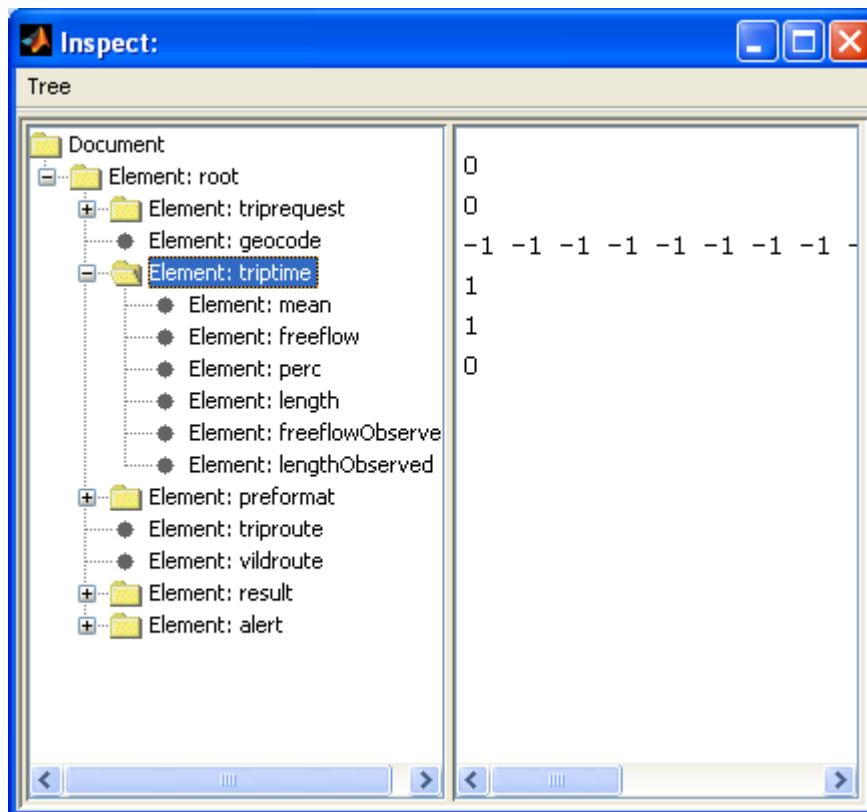 Inspect:
Tree
Document
Element: root
Element: triprequest
Element: geocode
Element: triptime
Element: mean
Element: freeflow
Element: perc
Element: length
Element: freeflowObserve
Element: lengthObserved
Element: preformat
Element: triproute
Element: vildroute
Element: result
Element: alert
0
0
-1 -1 -1 -1 -1 -1 -1 -1 -
1
1
0